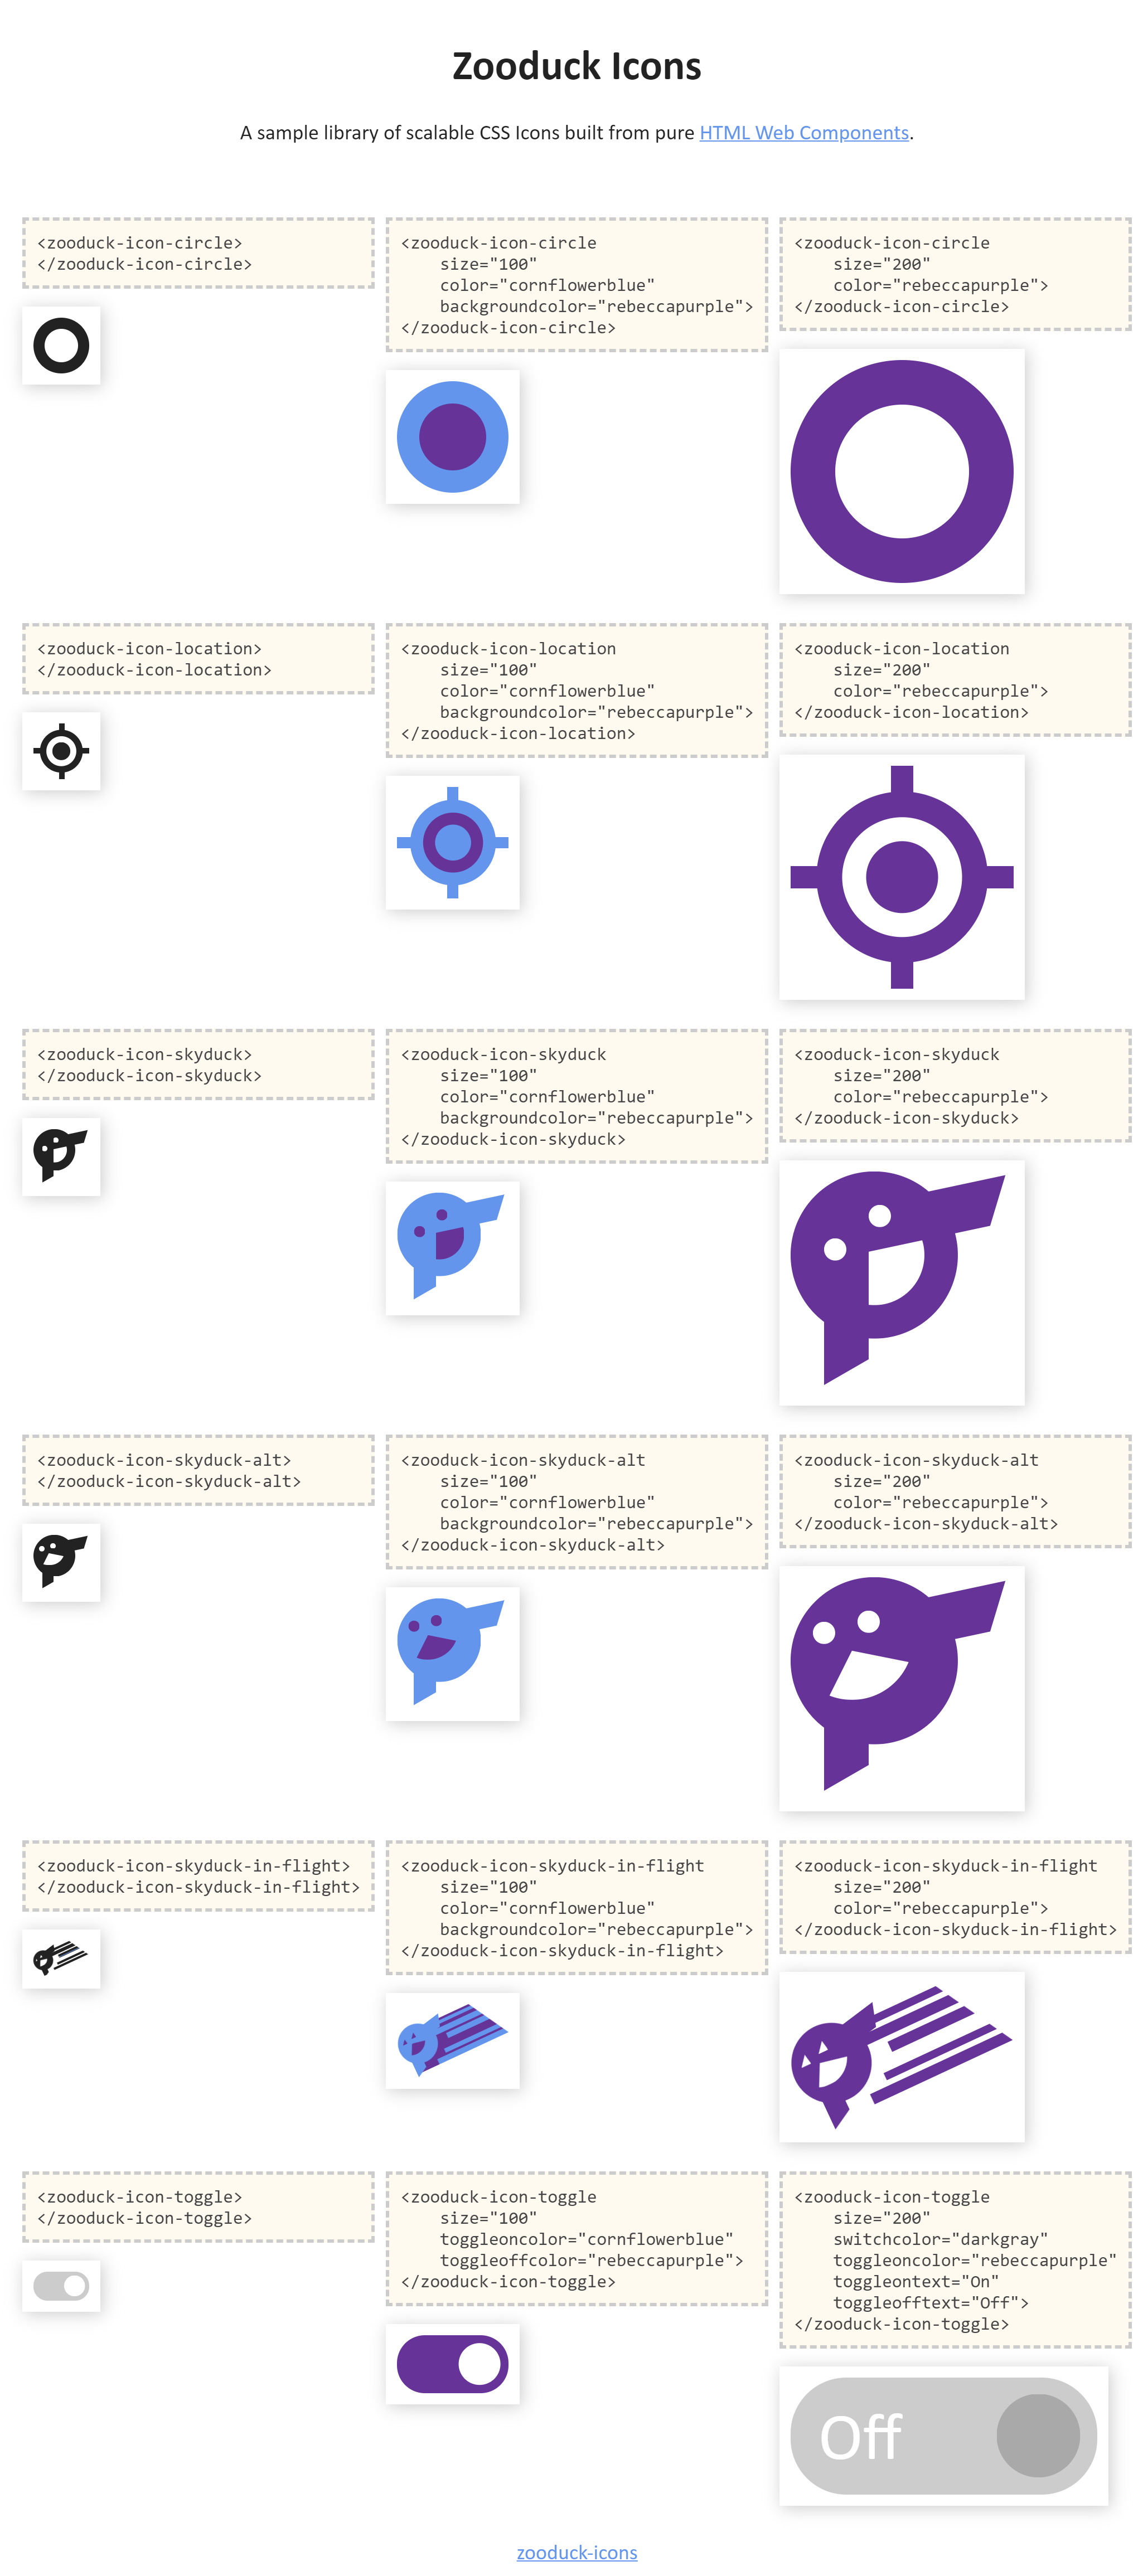 Zooduck Icons
A sample library of scalable CSS Icons built from pure HTML Web Components.
<zooduck-icon-circle>
</zooduck-icon-circle>
<zooduck-icon-circle
    size="100"
    color="cornflowerblue"
    backgroundcolor="rebeccapurple">
</zooduck-icon-circle>
<zooduck-icon-circle
    size="200"
    color="rebeccapurple">
</zooduck-icon-circle>
<zooduck-icon-location>
</zooduck-icon-location>
<zooduck-icon-location
    size="100"
    color="cornflowerblue"
    backgroundcolor="rebeccapurple">
</zooduck-icon-location>
<zooduck-icon-location
    size="200"
    color="rebeccapurple">
</zooduck-icon-location>
<zooduck-icon-skyduck>
</zooduck-icon-skyduck>
<zooduck-icon-skyduck
    size="100"
    color="cornflowerblue"
    backgroundcolor="rebeccapurple">
</zooduck-icon-skyduck>
<zooduck-icon-skyduck
    size="200"
    color="rebeccapurple">
</zooduck-icon-skyduck>
<zooduck-icon-skyduck-alt>
</zooduck-icon-skyduck-alt>
<zooduck-icon-skyduck-alt
    size="100"
    color="cornflowerblue"
    backgroundcolor="rebeccapurple">
</zooduck-icon-skyduck-alt>
<zooduck-icon-skyduck-alt
    size="200"
    color="rebeccapurple">
</zooduck-icon-skyduck-alt>
<zooduck-icon-skyduck-in-flight>
</zooduck-icon-skyduck-in-flight>
<zooduck-icon-skyduck-in-flight
    size="100"
    color="cornflowerblue"
    backgroundcolor="rebeccapurple">
</zooduck-icon-skyduck-in-flight>
<zooduck-icon-skyduck-in-flight
    size="200"
    color="rebeccapurple">
</zooduck-icon-skyduck-in-flight>
<zooduck-icon-toggle>
</zooduck-icon-toggle>
<zooduck-icon-toggle
    size="100"
    toggleoncolor="cornflowerblue"
    toggleoffcolor="rebeccapurple">
</zooduck-icon-toggle>
<zooduck-icon-toggle
    size="200"
    switchcolor="darkgray"
    toggleoncolor="rebeccapurple"
    toggleontext="On"
    toggleofftext="Off">
</zooduck-icon-toggle>
Off
zooduck-icons